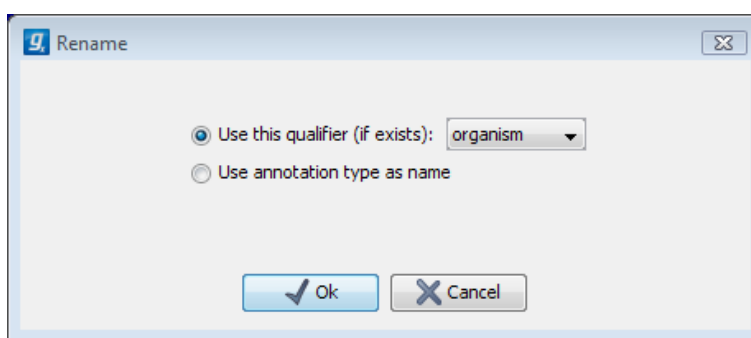 Rename
Use this qualifier (if exists): organism
Use annotation type as name
Ok Cancel